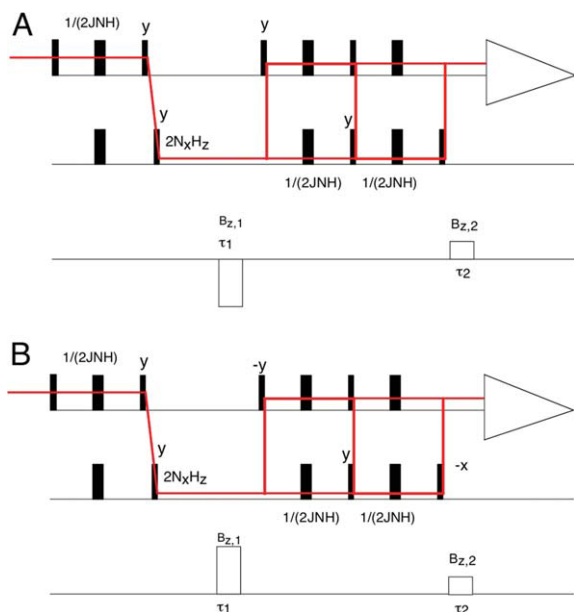 A
1/(2JNH)
y
y
y
2NxHz
y
1/(2JNH)
1/(2JNH)
Bz,1
τ1
Bz,2
τ2
B
1/(2JNH)
y
-y
y
2NxHz
y
-x
1/(2JNH)
1/(2JNH)
Bz,1
τ1
Bz,2
τ2